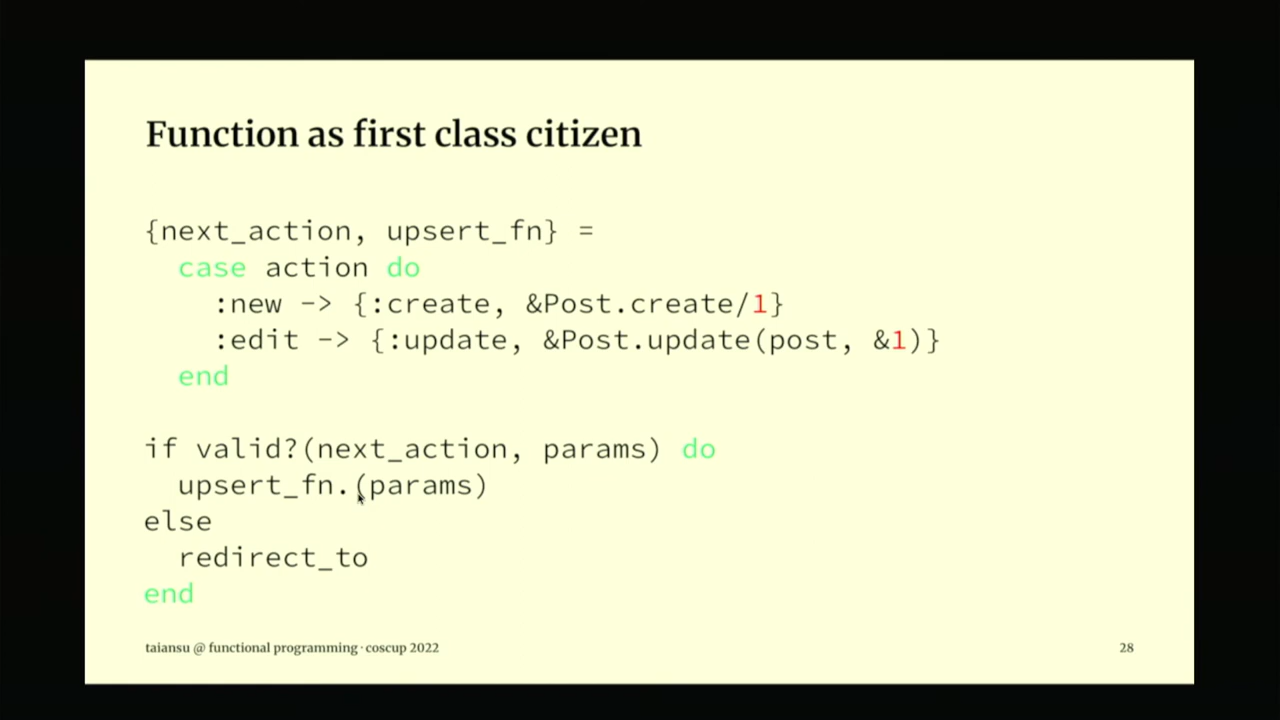 Function as first class citizen
{next_action, upsert_fn} =
  case action do
    :new -> {:create, &Post.create/1}
    :edit -> {:update, &Post.update(post, &1)}
  end
if valid?(next_action, params) do
  upsert_fn.(params)
else
  redirect_to
end
taiansu @ functional programming · coscup 2022
28